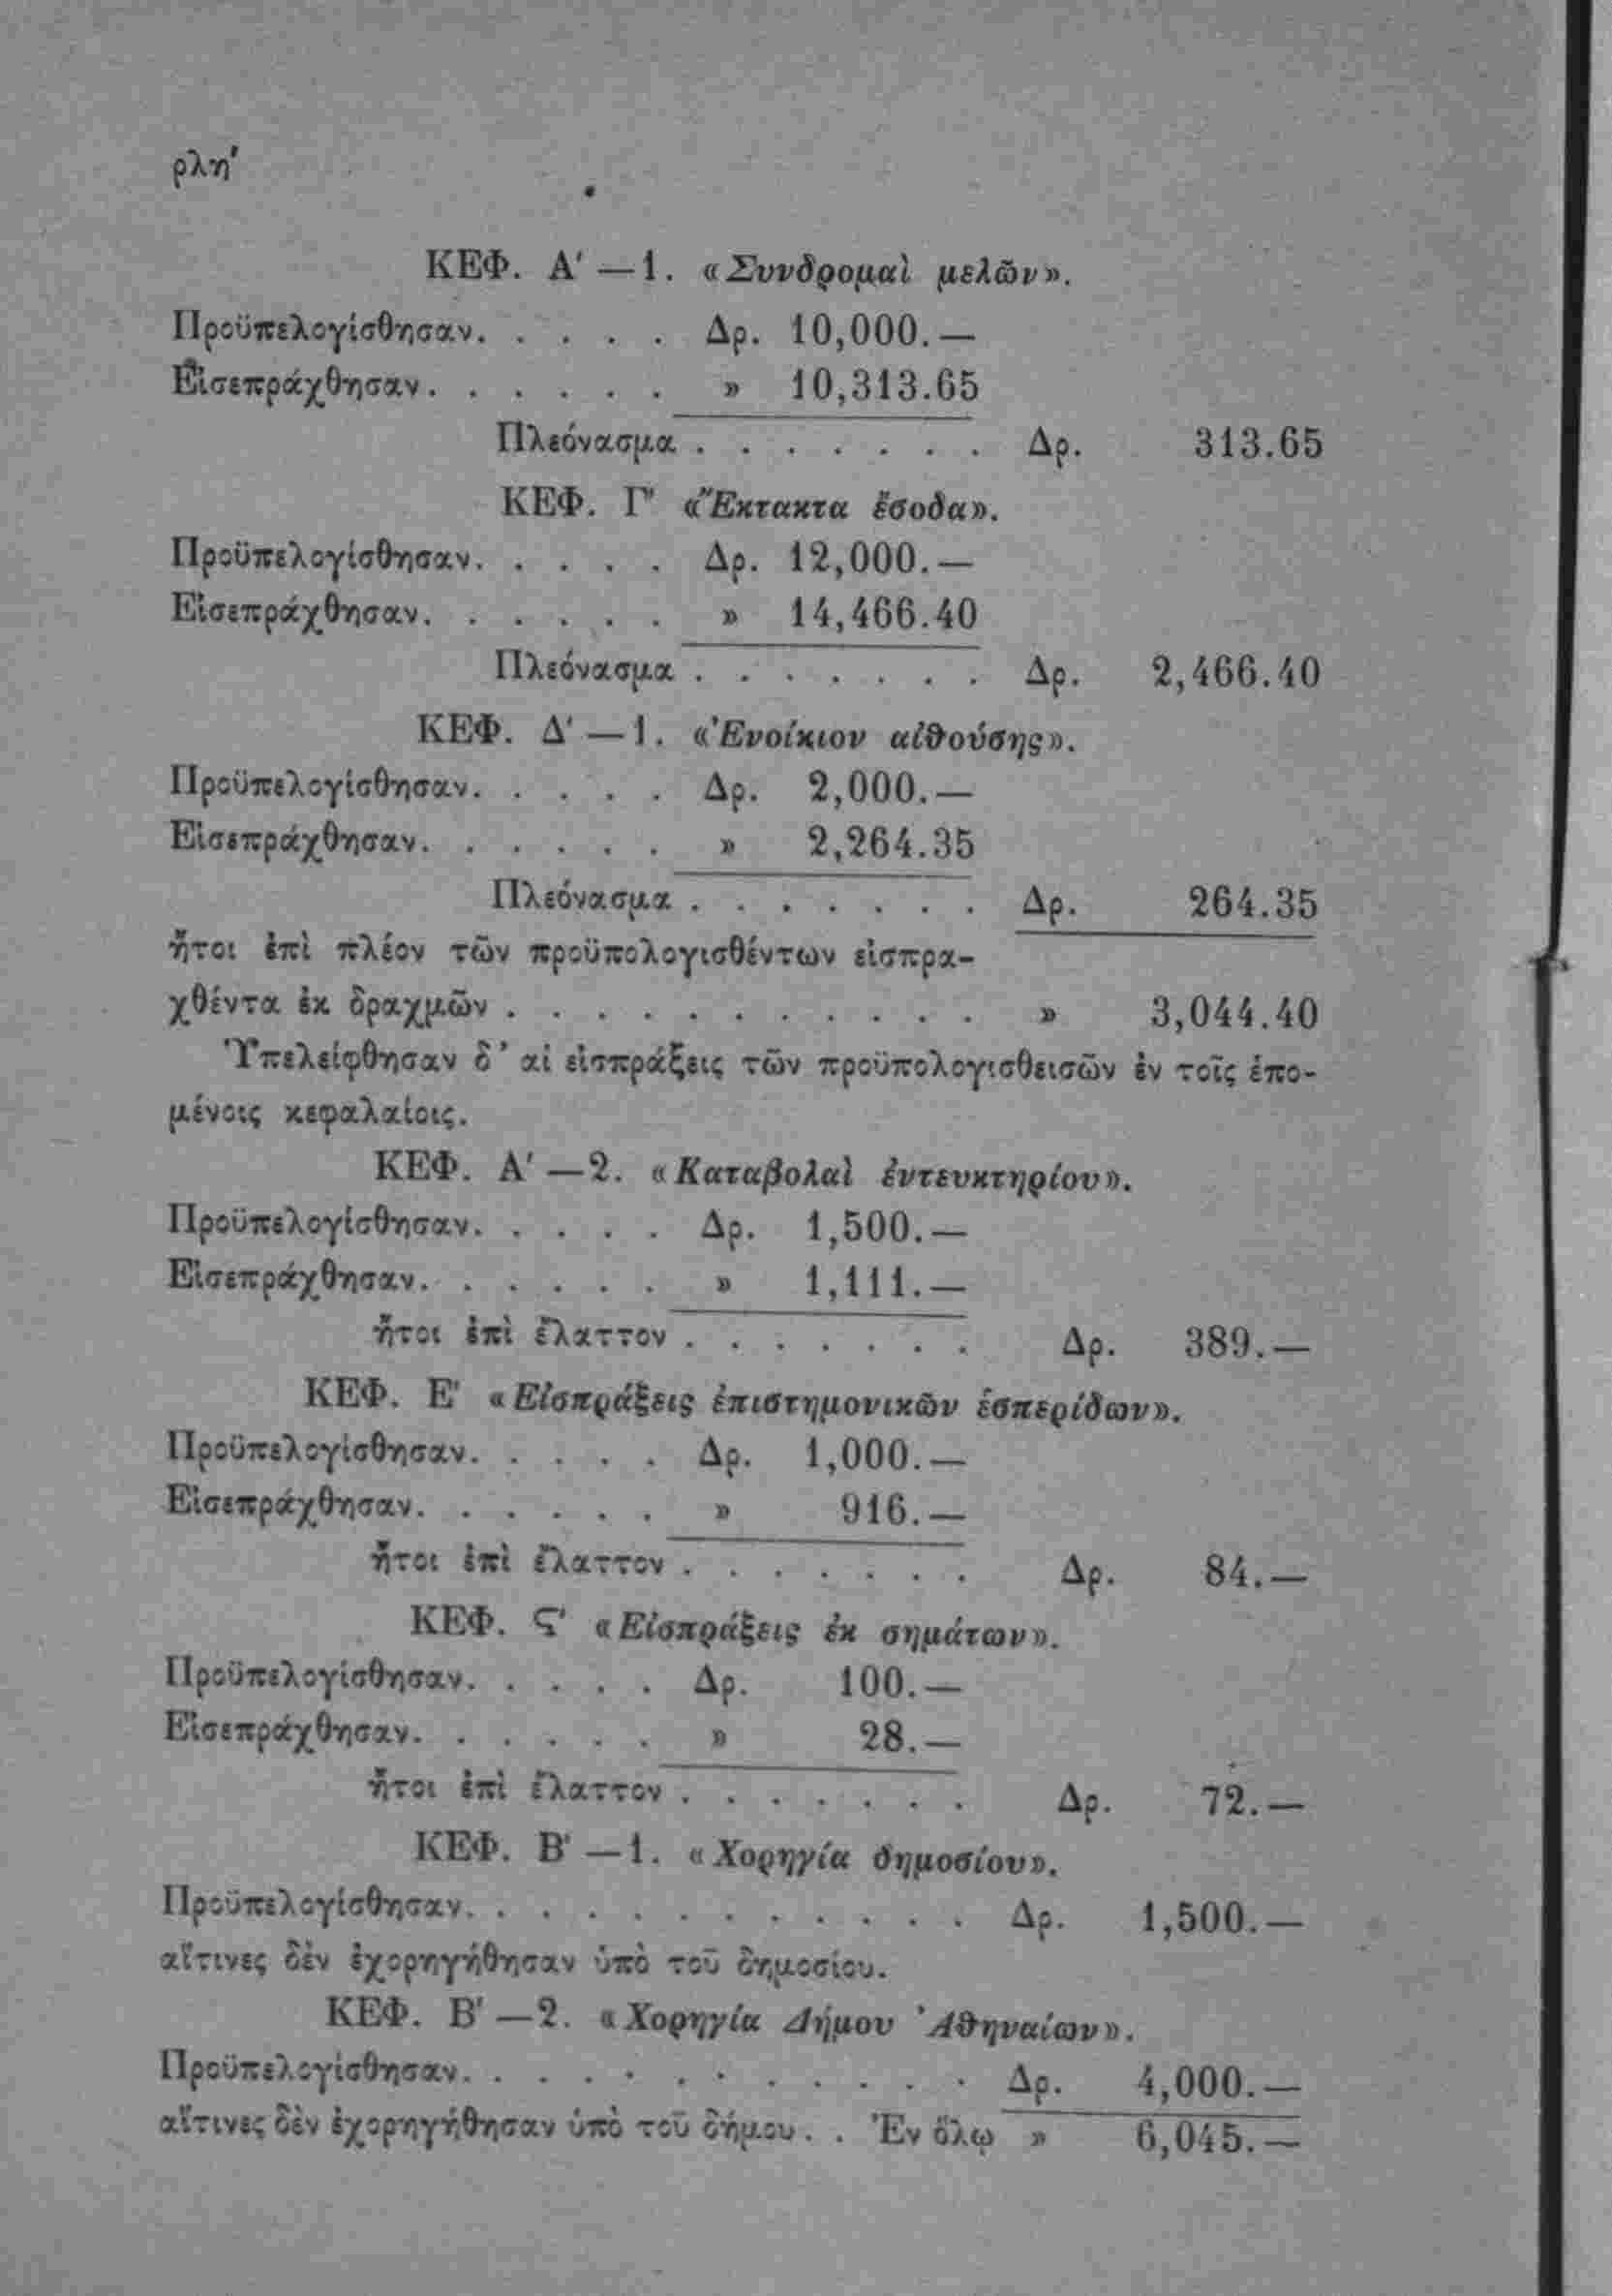 ρλη'
ΚΕΦ. Α' —1. «Συνδρομαὶ μελῶν».
Προϋπελογίσθησαν. . . . . Δρ. 10,000.—
Εἰσεπράχθησαν. . . . . . » 10,313.65
Πλεόνασμα . . . . . . . Δρ. 313.65
ΚΕΦ. Γ' «Ἔκτακτα ἔσοδα».
Προϋπελογίσθησαν. . . . . Δρ. 12,000.—
Εἰσεπράχθησαν. . . . . . » 14,466.40
Πλεόνασμα . . . . . . . Δρ. 2,466.40
ΚΕΦ. Δ' —1. «Ἐνοίκιον αἰθούσης».
Προϋπελογίσθησαν. . . . . Δρ. 2,000.—
Εἰσεπράχθησαν. . . . . . » 2,264.35
Πλεόνασμα . . . . . . . Δρ. 264.35
ἤτοι ἐπὶ πλέον τῶν προϋπολογισθέντων εἰσπρα-
χθέντα ἐκ δραχμῶν . . . . . . . . . . . » 3,044.40
Ὑπελείφθησαν δ' αἱ εἰσπράξεις τῶν προϋπολογισθεισῶν ἐν τοῖς ἑπο-
μένοις κεφαλαίοις.
ΚΕΦ. Α' —2. «Καταβολαὶ ἐντευκτηρίου».
Προϋπελογίσθησαν. . . . . Δρ. 1,500.—
Εἰσεπράχθησαν. . . . . . » 1,111.—
ἤτοι ἐπὶ ἔλαττον . . . . . . . Δρ. 389.—
ΚΕΦ. Ε' «Εἰσπράξεις ἐπιστημονικῶν ἑσπερίδων».
Προϋπελογίσθησαν. . . . . Δρ. 1,000.—
Εἰσεπράχθησαν. . . . . . » 916.—
ἤτοι ἐπὶ ἔλαττον . . . . . . . Δρ. 84.—
ΚΕΦ. Ϛ' «Εἰσπράξεις ἐκ σημάτων».
Προϋπελογίσθησαν. . . . . Δρ. 100.—
Εἰσεπράχθησαν. . . . . . » 28.—
ἤτοι ἐπὶ ἔλαττον . . . . . . . Δρ. 72.—
ΚΕΦ. Β' —1. «Χορηγία δημοσίου».
Προϋπελογίσθησαν. . . . . . . . . . . . Δρ. 1,500.—
αἵτινες δὲν ἐχορηγήθησαν ὑπὸ τοῦ δημοσίου.
ΚΕΦ. Β' —2. «Χορηγία Δήμου Ἀθηναίων».
Προϋπελογίσθησαν. . . . . . . . . . . . Δρ. 4,000.—
αἵτινες δὲν ἐχορηγήθησαν ὑπὸ τοῦ δήμου. . Ἐν ὅλῳ » 6,045.—